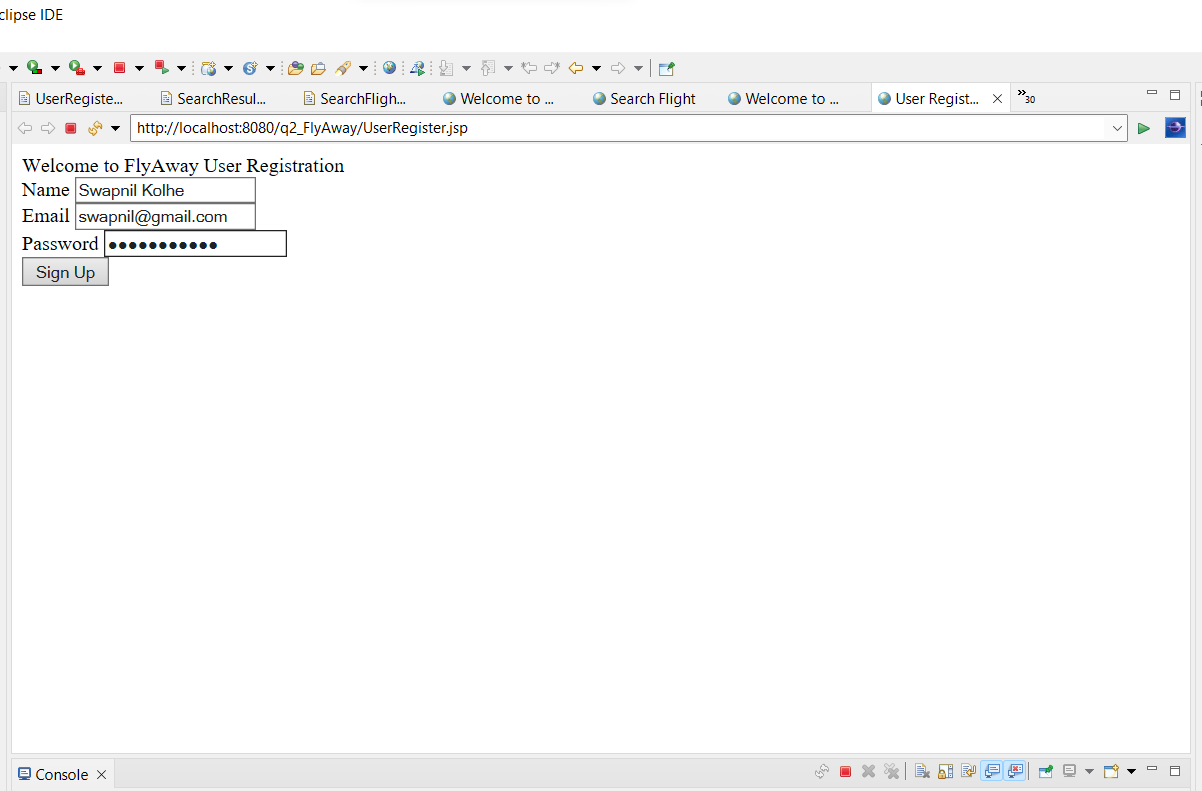 clipse IDE
UserRegiste... SearchResul... SearchFligh... Welcome to ... Search Flight Welcome to ... User Regist... »30
http://localhost:8080/q2_FlyAway/UserRegister.jsp
Welcome to FlyAway User Registration
Name Swapnil Kolhe
Email swapnil@gmail.com
Password ●●●●●●●●●●●
Sign Up
Console